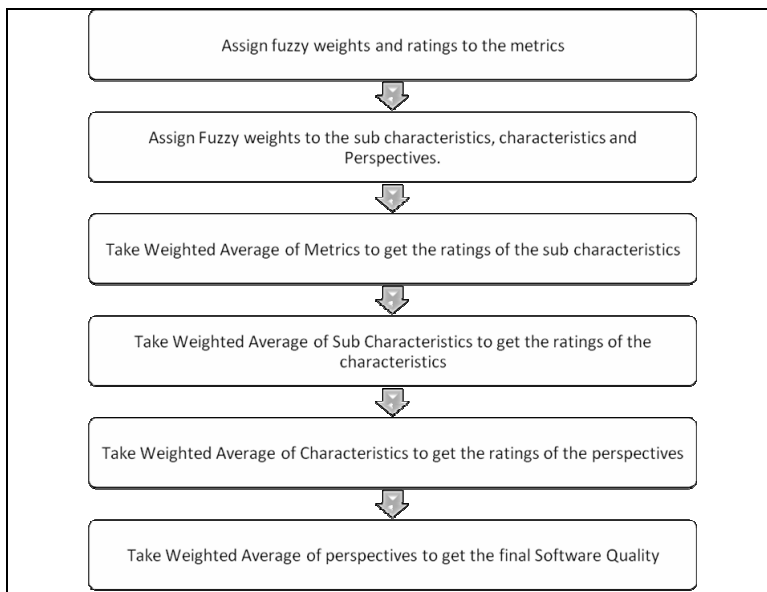 Assign fuzzy weights and ratings to the metrics
Assign Fuzzy weights to the sub characteristics, characteristics and
Perspectives.
Take Weighted Average of Metrics to get the ratings of the sub characteristics
Take Weighted Average of Sub Characteristics to get the ratings of the
characteristics
Take Weighted Average of Characteristics to get the ratings of the perspectives
Take Weighted Average of perspectives to get the final Software Quality